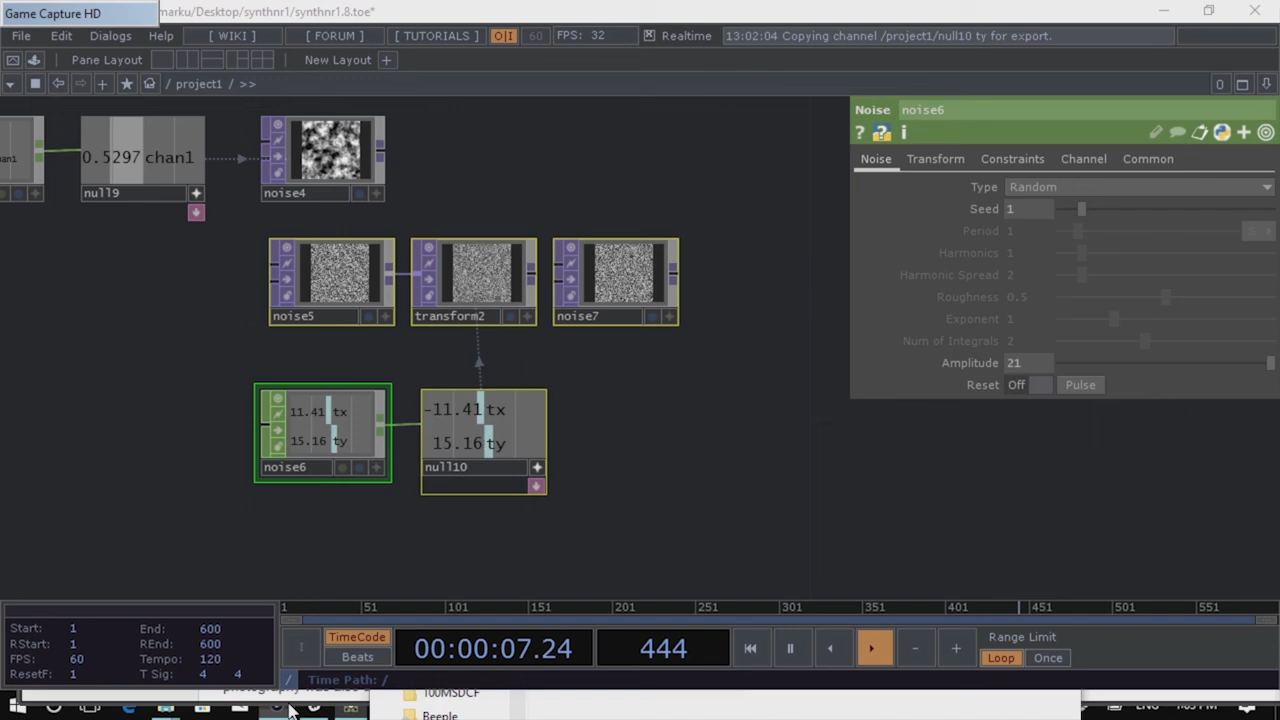 Game Capture HD
marku/Desktop/synthnr1/synthnr1.8.toe*
File Edit Dialogs Help [ WIKI ] [ FORUM ] [ TUTORIALS ] O|I 60 FPS: 32 Realtime 13:02:04 Copying channel /project1/null10 ty for export.
Pane Layout New Layout +
/ project1 / >> 0
Noise noise6
? ? i
Noise Transform Constraints Channel Common
Type Random
Seed 1
Period 1
Harmonics 1
Harmonic Spread 2
Roughness 0.5
Exponent 1
Num of Integrals 2
Amplitude 21
Reset Off Pulse
chan1 0.5297 chan1
null9 noise4
noise5 transform2 noise7
11.41 tx -11.41 tx
15.16 ty 15.16 ty
noise6 null10
1 51 101 151 201 251 301 351 401 451 501 551
Start: 1 End: 600
RStart: 1 REnd: 600
FPS: 60 Tempo: 120
ResetF: 1 T Sig: 4 4
TimeCode
Beats
00:00:07.24 444
Range Limit
Loop Once
/ Time Path: /
photography was also
100MSDCF
Beeple
ENG